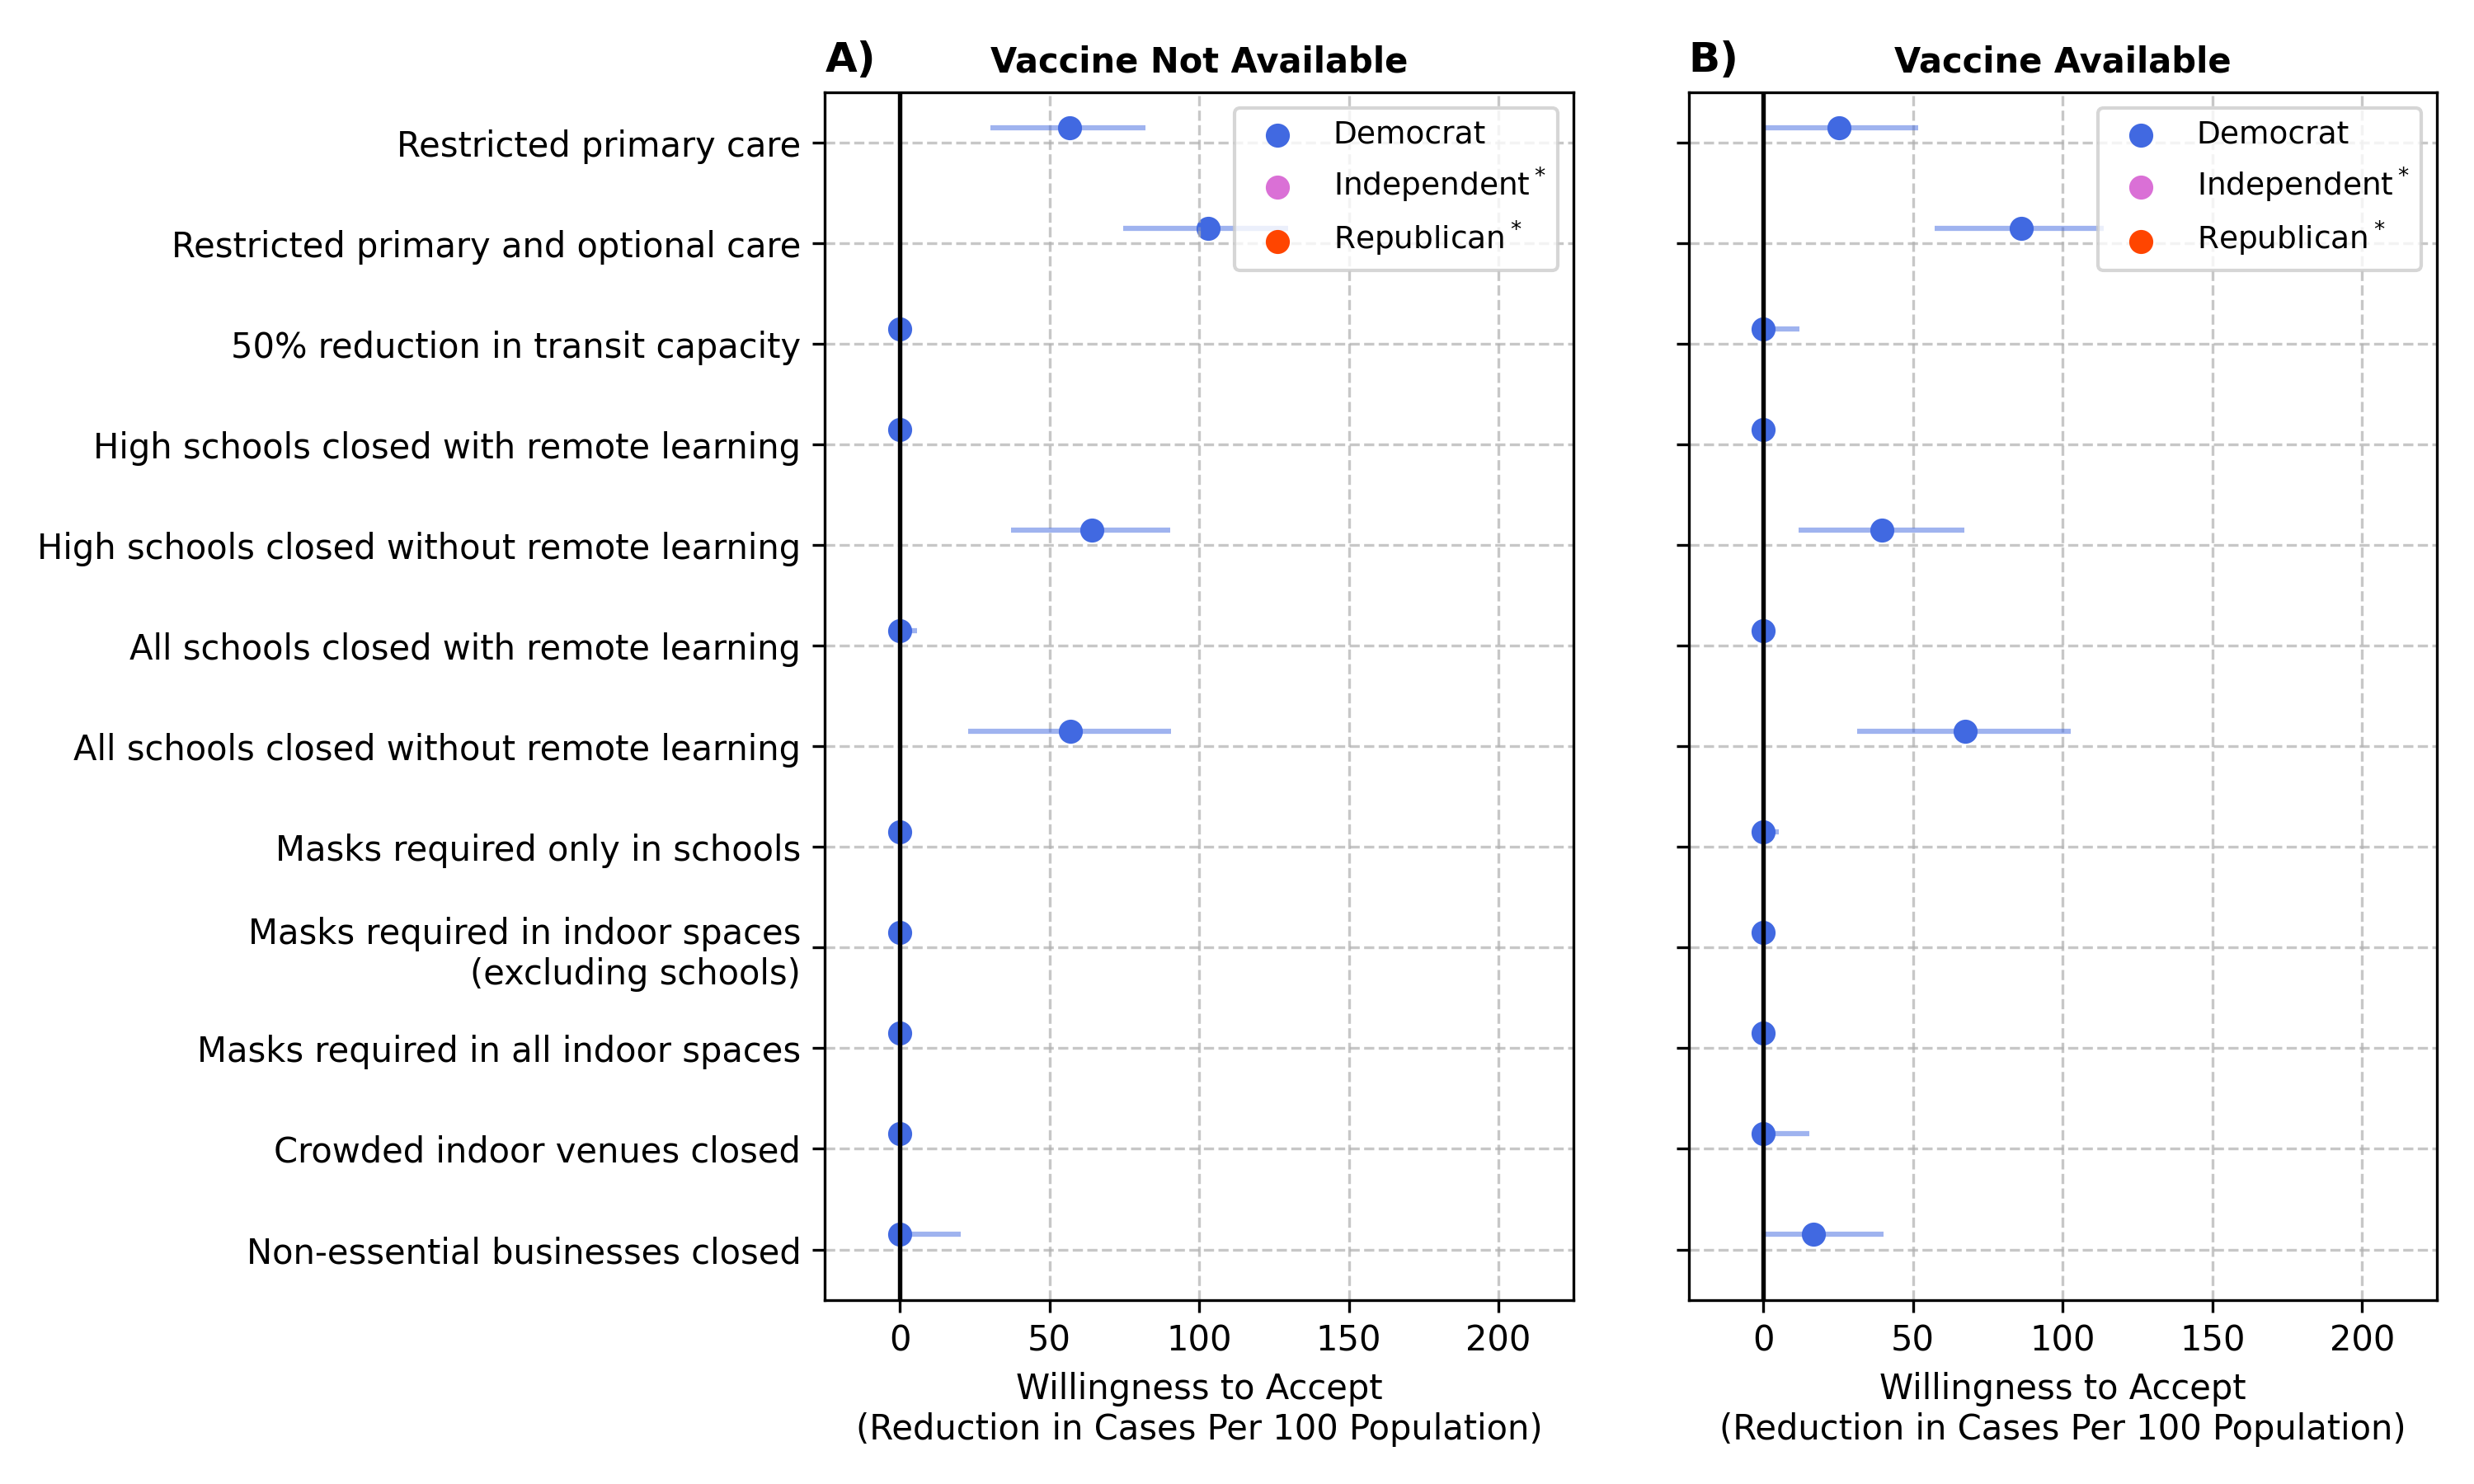 A)
Vaccine Not Available
B)
Vaccine Available
Restricted primary care
Restricted primary and optional care
50% reduction in transit capacity
High schools closed with remote learning
High schools closed without remote learning
All schools closed with remote learning
All schools closed without remote learning
Masks required only in schools
Masks required in indoor spaces
(excluding schools)
Masks required in all indoor spaces
Crowded indoor venues closed
Non-essential businesses closed
Democrat
Independent*
Republican*
Democrat
Independent*
Republican*
0 50 100 150 200
Willingness to Accept
(Reduction in Cases Per 100 Population)
0 50 100 150 200
Willingness to Accept
(Reduction in Cases Per 100 Population)